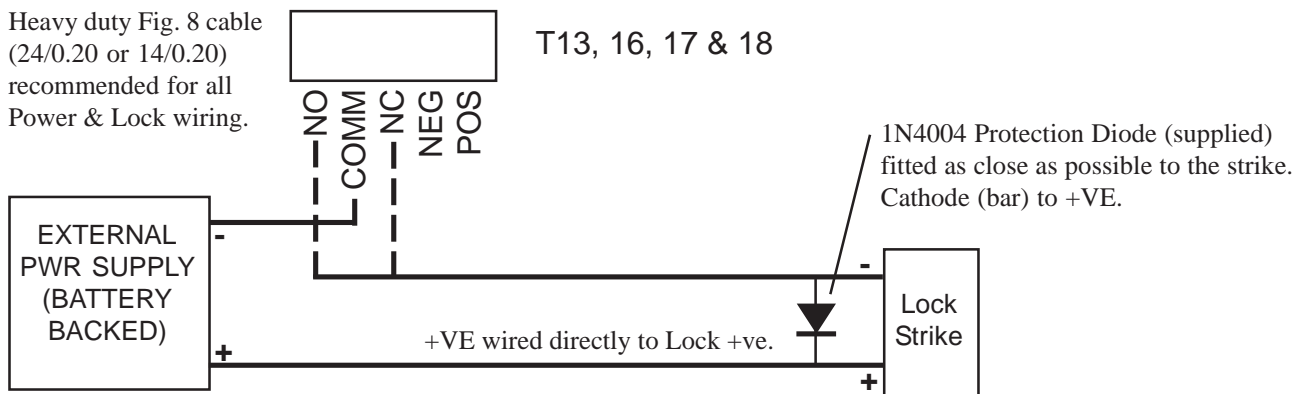 Heavy duty Fig. 8 cable
(24/0.20 or 14/0.20)
recommended for all
Power & Lock wiring.
T13, 16, 17 & 18
NO
COMM
NC
NEG
POS
1N4004 Protection Diode (supplied)
fitted as close as possible to the strike.
Cathode (bar) to +VE.
EXTERNAL
PWR SUPPLY
(BATTERY
BACKED)
-
+
-
Lock
Strike
+VE wired directly to Lock +ve.
+